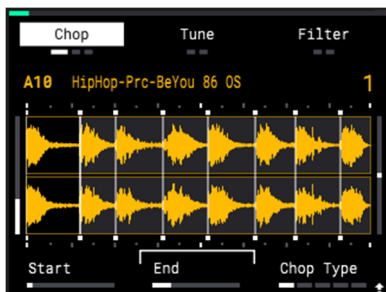 Chop Tune Filter
A10 HipHop-Prc-BeYou 86 OS 1
Start End Chop Type